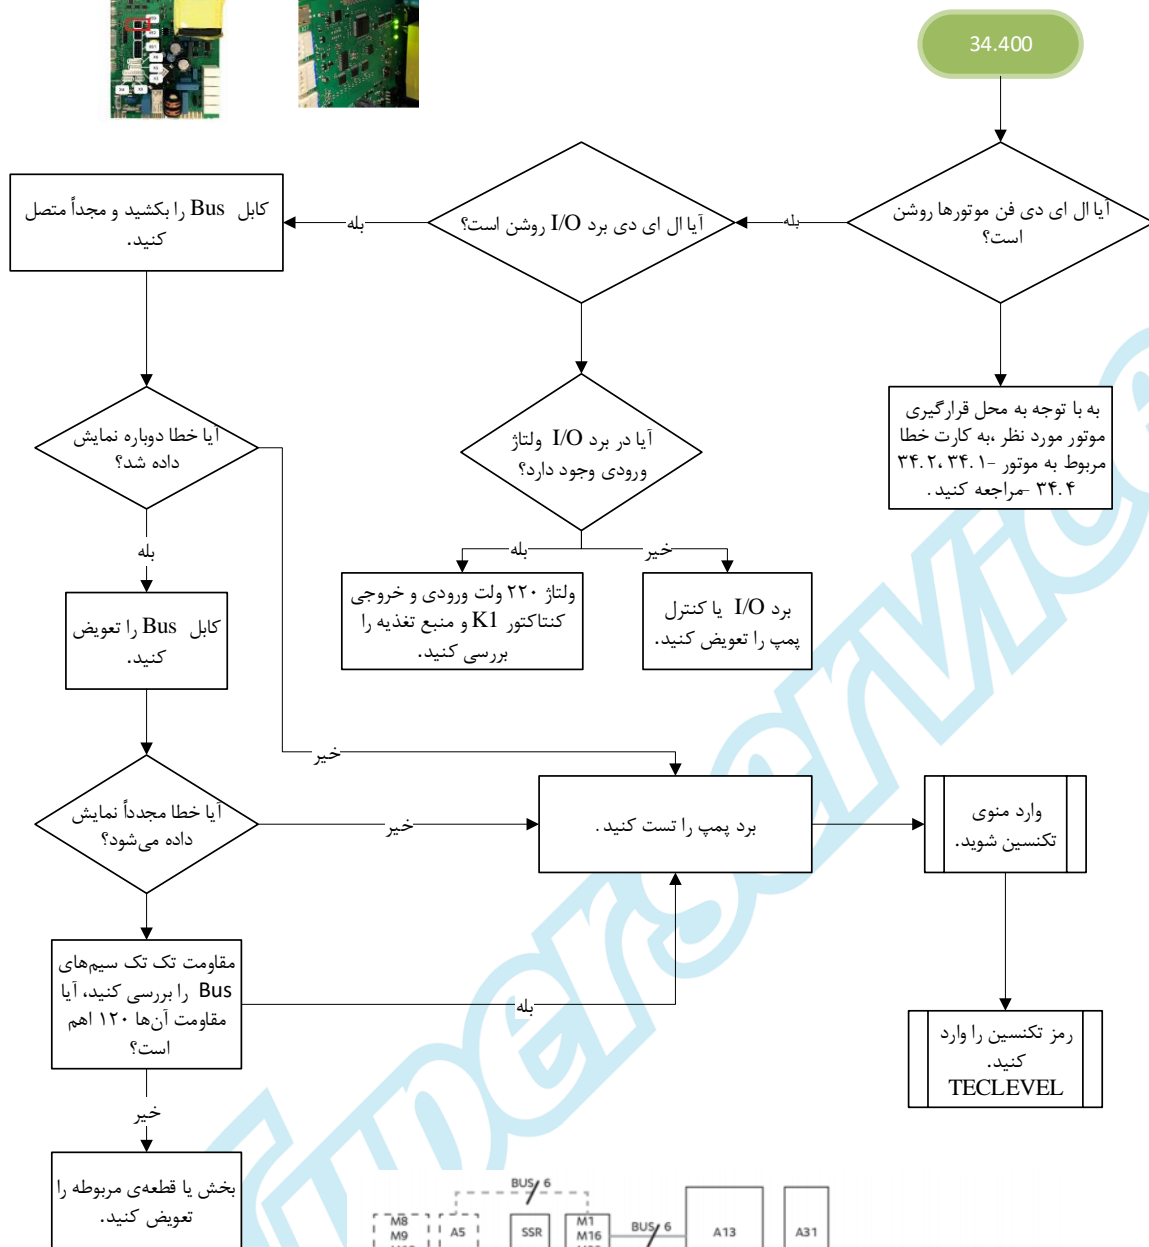 34.400
آیا ال ای دی فن موتورها روشن
است؟
بله
آیا ال ای دی برد I/O روشن است؟
بله
کابل Bus را بکشید و مجداً متصل
کنید.
به با توجه به محل قرارگیری
موتور مورد نظر ،به کارت خطا
مربوط به موتور -۳۴.۲،۳۴.۱
۳۴.۴ -مراجعه کنید .
آیا در برد I/O ولتاژ
ورودی وجود دارد؟
آیا خطا دوباره نمایش
داده شد؟
بله
خیر
بله
ولتاژ ۲۲۰ ولت ورودی و خروجی
کنتاکتور K1 و منبع تغذیه را
بررسی کنید.
برد I/O یا کنترل
پمپ را تعویض کنید.
کابل Bus را تعویض
کنید.
خیر
آیا خطا مجدداً نمایش
داده می‌شود؟
خیر
برد پمپ را تست کنید .
وارد منوی
تکنسین شوید.
مقاومت تک تک سیم‌های
Bus را بررسی کنید، آیا
مقاومت آن‌ها ۱۲۰ اهم
است؟
بله
رمز تکنسین را وارد
کنید.
TECLEVEL
خیر
بخش یا قطعه‌ی مربوطه را
تعویض کنید.
BUS 6
M8
M9
A5
SSR
M1
M16
BUS 6
A13
A31